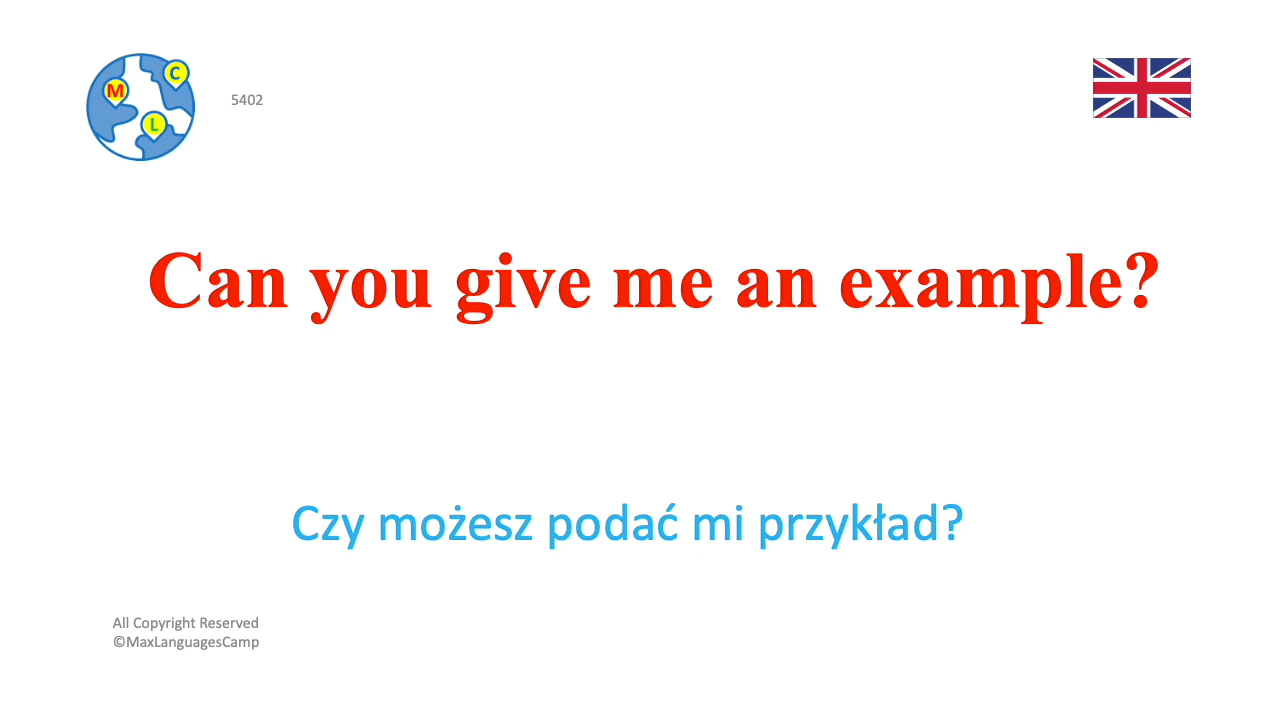 M
C
L
5402
Can you give me an example?
Czy możesz podać mi przykład?
All Copyright Reserved
©MaxLanguagesCamp